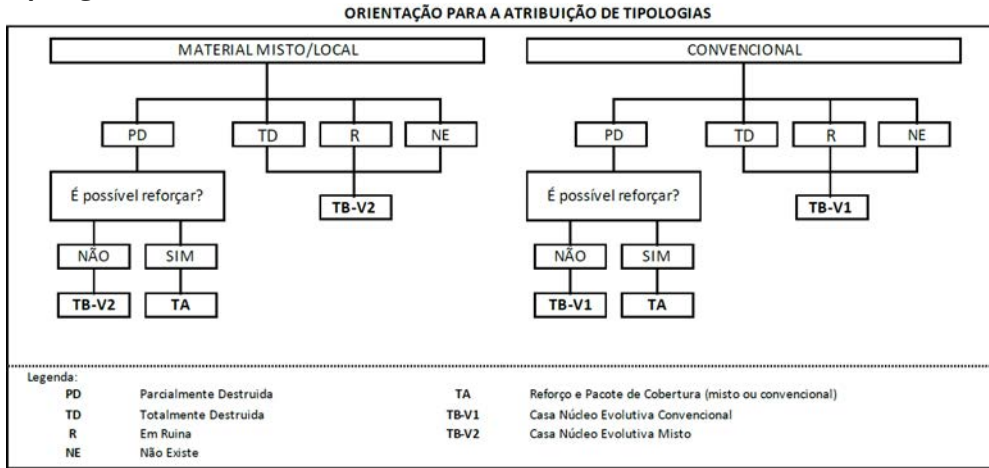 ORIENTAÇÃO PARA A ATRIBUIÇÃO DE TIPOLOGIAS
MATERIAL MISTO/LOCAL
PD
TD
R
NE
É possível reforçar?
TB-V2
NÃO
SIM
TB-V2
TA
CONVENCIONAL
PD
TD
R
NE
É possível reforçar?
TB-V1
NÃO
SIM
TB-V1
TA
Legenda:
PD Parcialmente Destruida
TD Totalmente Destruida
R Em Ruina
NE Não Existe
TA Reforço e Pacote de Cobertura (misto ou convencional)
TB-V1 Casa Núcleo Evolutiva Convencional
TB-V2 Casa Núcleo Evolutiva Misto